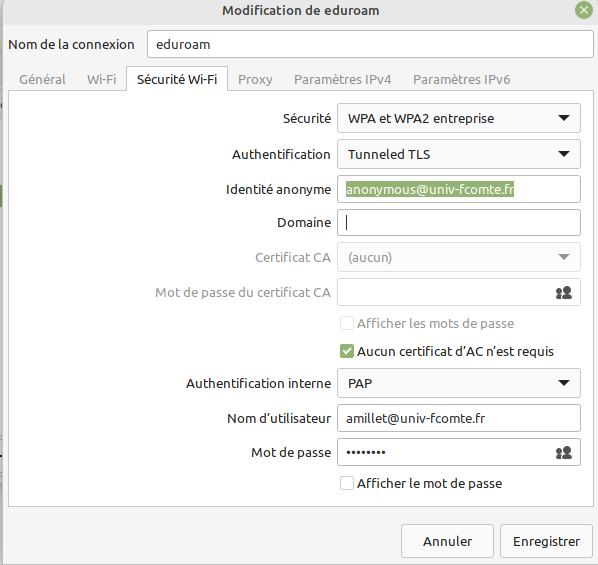 Modification de eduroam
Nom de la connexion eduroam
Général Wi-Fi Sécurité Wi-Fi Proxy Paramètres IPv4 Paramètres IPv6
Sécurité WPA et WPA2 entreprise
Authentification Tunneled TLS
Identité anonyme anonymous@univ-fcomte.fr
Domaine
Certificat CA (aucun)
Mot de passe du certificat CA
Afficher les mots de passe
Aucun certificat d'AC n'est requis
Authentification interne PAP
Nom d'utilisateur amillet@univ-fcomte.fr
Mot de passe ••••••••
Afficher le mot de passe
Annuler Enregistrer